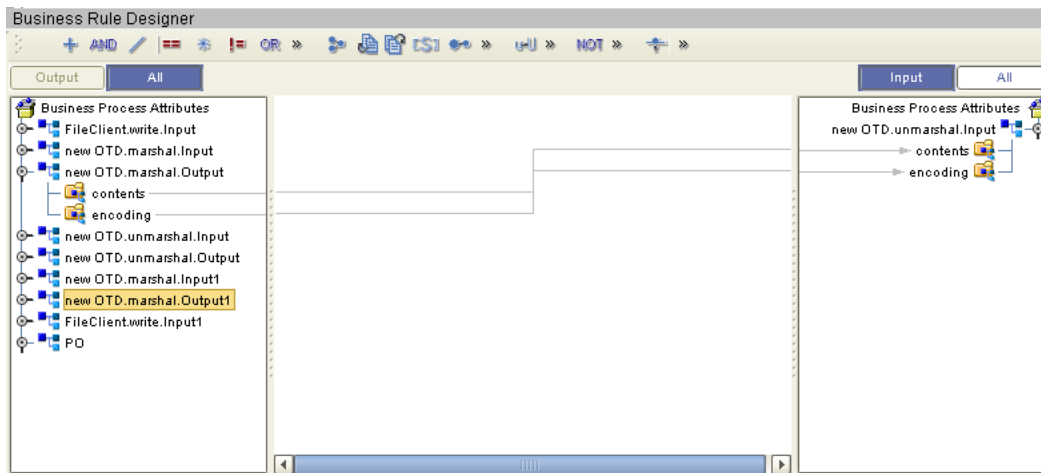 Business Rule Designer
AND == != OR » [S] » » NOT » »
Output All Input All
Business Process Attributes
FileClient.write.Input
new OTD.marshal.Input
new OTD.marshal.Output
contents
encoding
new OTD.unmarshal.Input
new OTD.unmarshal.Output
new OTD.marshal.Input1
new OTD.marshal.Output1
FileClient.write.Input1
PO
Business Process Attributes
new OTD.unmarshal.Input
contents
encoding